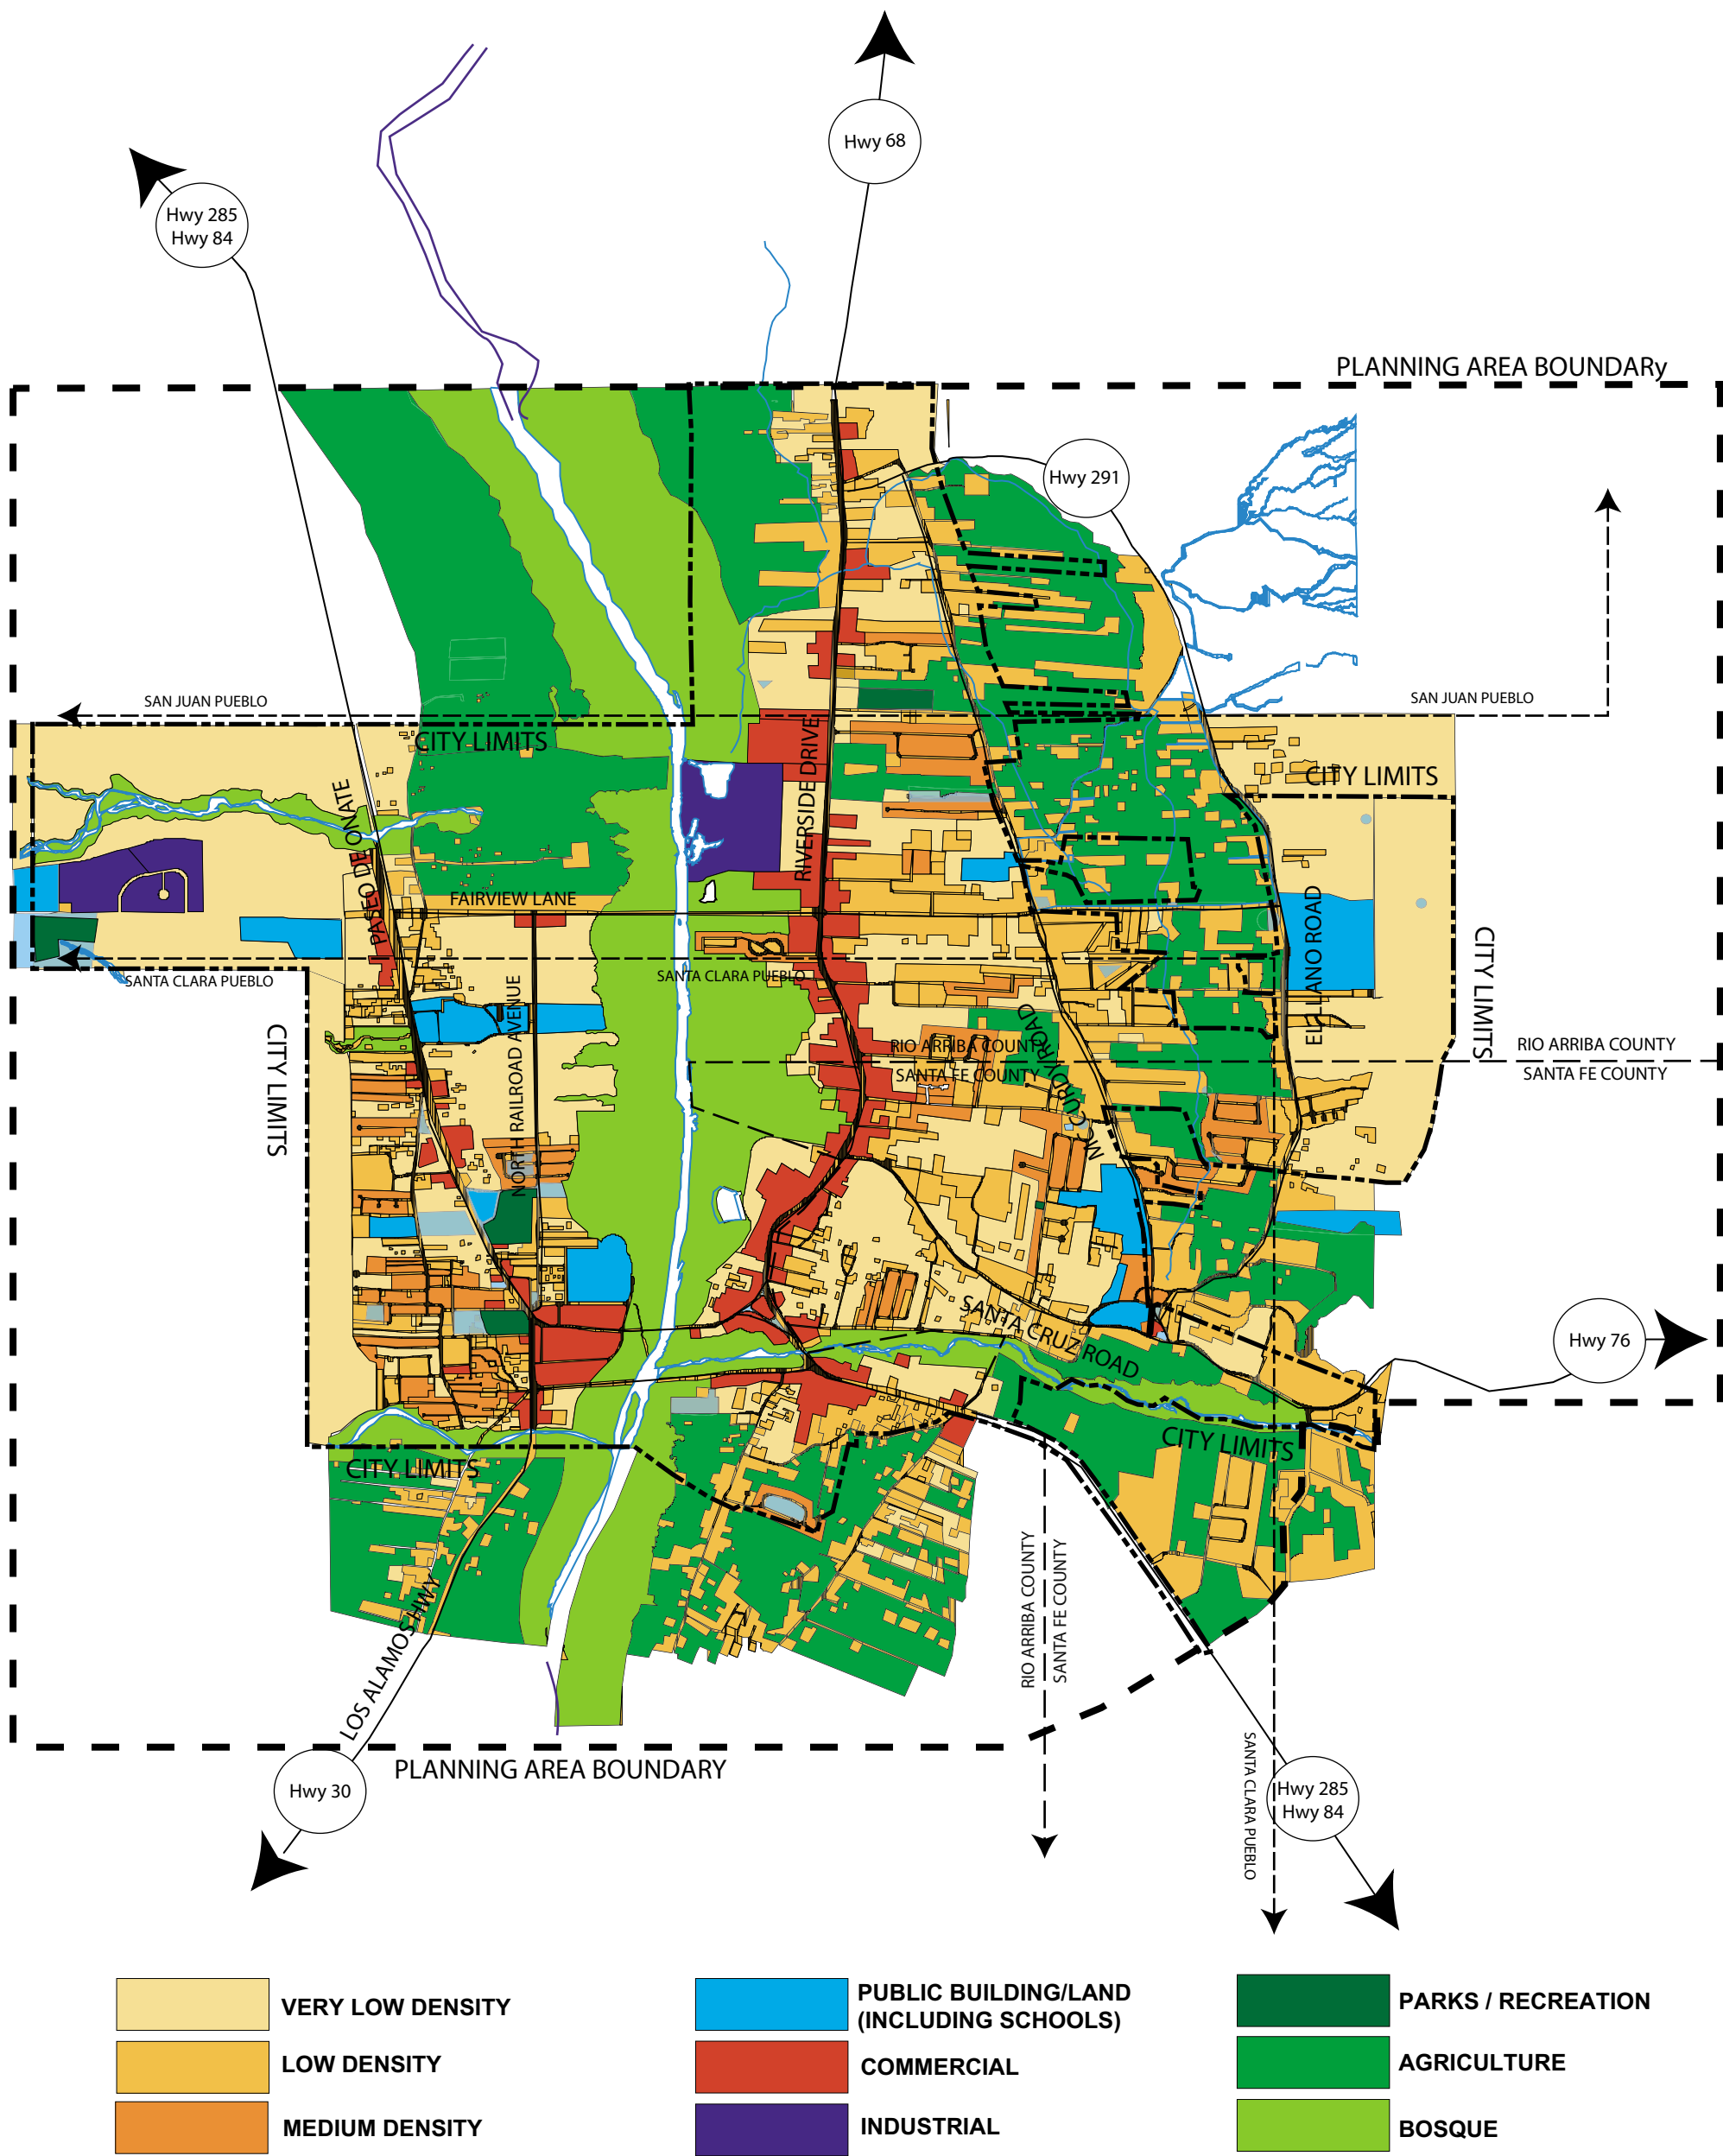 Hwy 68
Hwy 285
Hwy 84
PLANNING AREA BOUNDARy
Hwy 291
SAN JUAN PUEBLO
SAN JUAN PUEBLO
CITY LIMITS
RIVERSIDE DRIVE
CITY LIMITS
PASEO DE ONATE
FAIRVIEW LANE
EL LLANO ROAD
CITY LIMITS
SANTA CLARA PUEBLO
SANTA CLARA PUEBLO
NORTH RAILROAD AVENUE
CITY LIMITS
MC CURDY ROAD
RIO ARRIBA COUNTY
SANTA FE COUNTY
RIO ARRIBA COUNTY
SANTA FE COUNTY
SANTA CRUZ ROAD
Hwy 76
CITY LIMITS
CITY LIMITS
RIO ARRIBA COUNTY
SANTA FE COUNTY
LOS ALAMOS HWY
PLANNING AREA BOUNDARY
SANTA CLARA PUEBLO
Hwy 30
Hwy 285
Hwy 84
VERY LOW DENSITY
LOW DENSITY
MEDIUM DENSITY
PUBLIC BUILDING/LAND
(INCLUDING SCHOOLS)
COMMERCIAL
INDUSTRIAL
PARKS / RECREATION
AGRICULTURE
BOSQUE